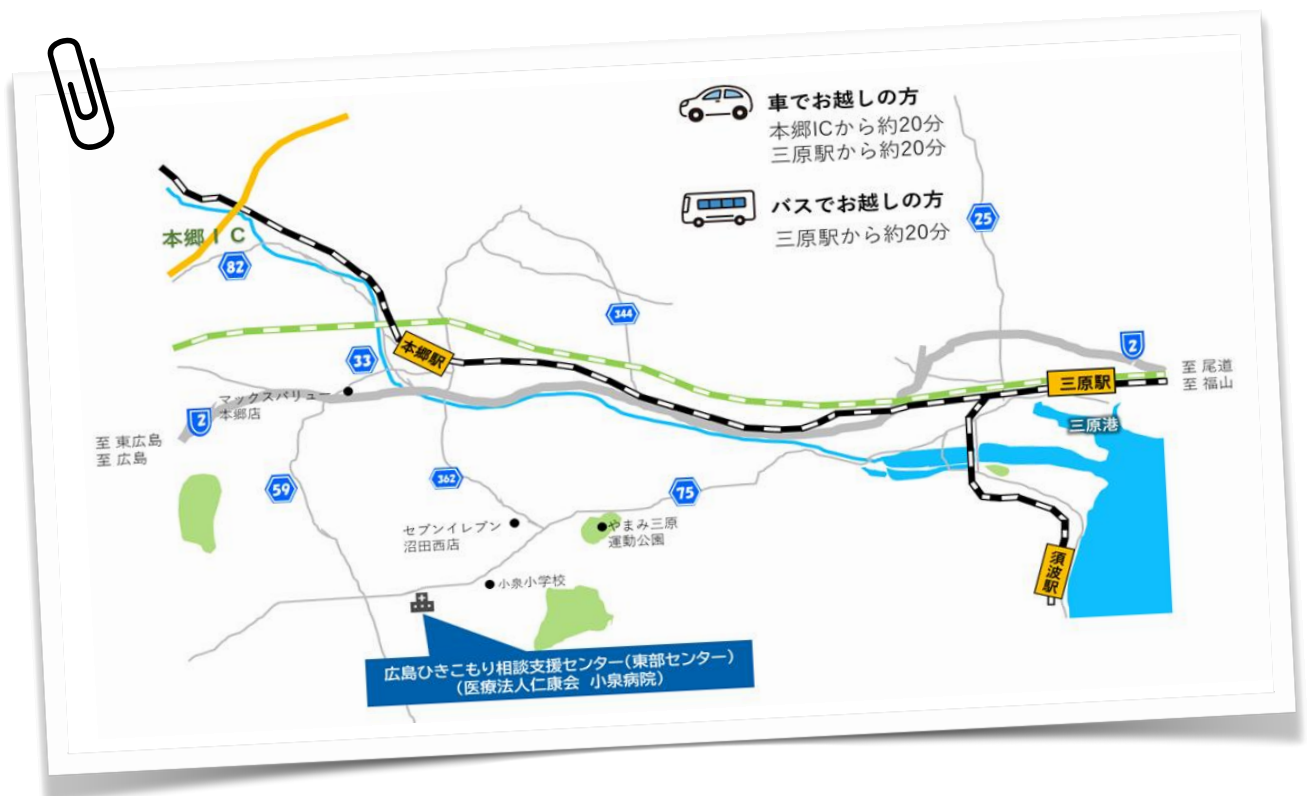 車でお越しの方
本郷ICから約20分
三原駅から約20分
バスでお越しの方
三原駅から約20分
25
本郷IC
82
344
2
33
本郷駅
三原駅
至 尾道
至 福山
マックスバリュー
本郷店
2
三原港
至 東広島
至 広島
59
362
75
セブンイレブン
沼田西店
やまみ三原
運動公園
須波駅
小泉小学校
広島ひきこもり相談支援センター(東部センター)
(医療法人仁康会 小泉病院)